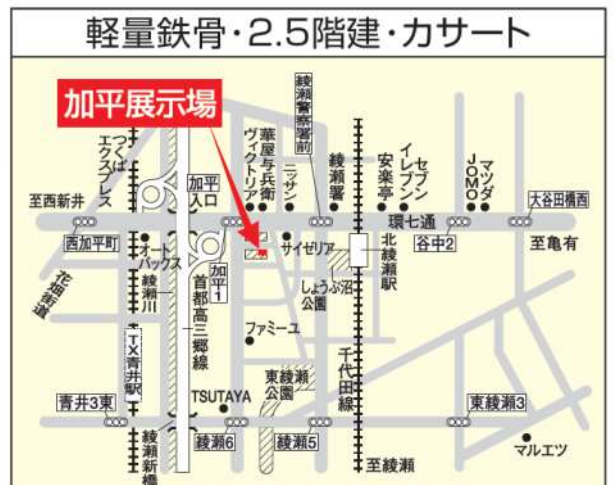 軽量鉄骨・2.5階建・カサート
加平展示場
つくば
エクスプレス
加平
入口
ヴィクトリア
華屋与兵衛
ニッサン
綾瀬警察署前
綾瀬署
安楽亭
セブン
イレブン
JOMO
マツダ
大谷田橋西
至西新井
環七通
西加平町
オート
バックス
加平1
サイゼリア
北綾瀬駅
谷中2
至亀有
花畑街道
綾瀬川
首都高三郷線
しょうぶ沼
公園
ファミーユ
千代田線
TX青井駅
東綾瀬
公園
青井3東
TSUTAYA
東綾瀬3
綾瀬新橋
綾瀬6
綾瀬5
至綾瀬
マルエツ